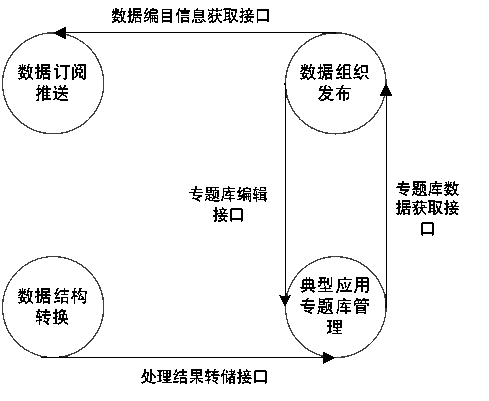 数据编目信息获取接口
数据订阅
推送
数据组织
发布
专题库编辑
接口
专题库数
据获取接
口
数据结构
转换
典型应用
专题库管
理
处理结果转储接口